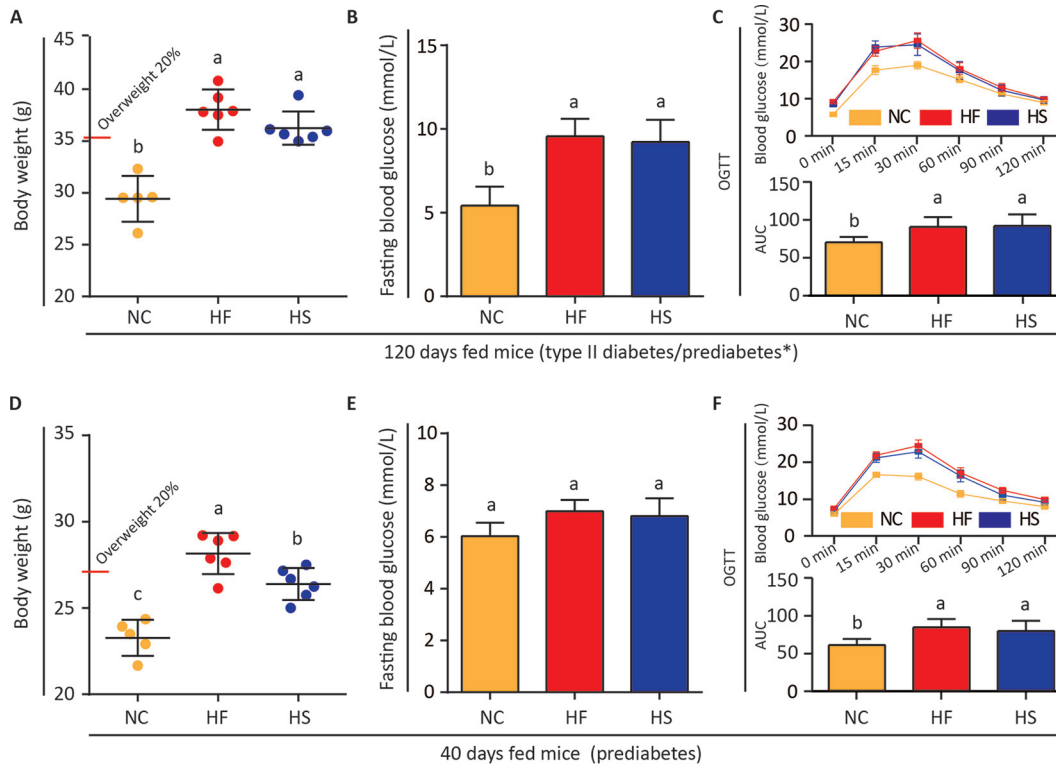 A
Body weight (g)
45
40
35
30
25
20
Overweight 20%
b
a
a
NC
HF
HS
B
Fasting blood glucose (mmol/L)
15
10
5
0
b
a
a
NC
HF
HS
C
OGTT
Blood glucose (mmol/L)
30
20
10
0
NC
HF
HS
0 min
15 min
30 min
60 min
90 min
120 min
AUC
150
100
50
0
b
a
a
NC
HF
HS
120 days fed mice (type II diabetes/prediabetes*)
D
Body weight (g)
35
30
25
20
Overweight 20%
c
a
b
NC
HF
HS
E
Fasting blood glucose (mmol/L)
10
8
6
4
2
0
a
a
a
NC
HF
HS
F
OGTT
Blood glucose (mmol/L)
30
20
10
0
NC
HF
HS
0 min
15 min
30 min
60 min
90 min
120 min
AUC
150
100
50
0
b
a
a
NC
HF
HS
40 days fed mice (prediabetes)